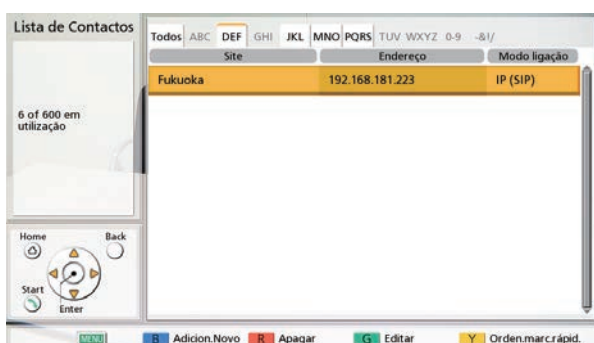 Lista de Contactos
Todos ABC DEF GHI JKL MNO PQRS TUV WXYZ 0-9 -&!/
Site Endereço Modo ligação
Fukuoka 192.168.181.223 IP (SIP)
6 of 600 em
utilização
Home Back
Start
Enter
MENU B Adicion.Novo R Apagar G Editar Y Orden.marc.rápid.